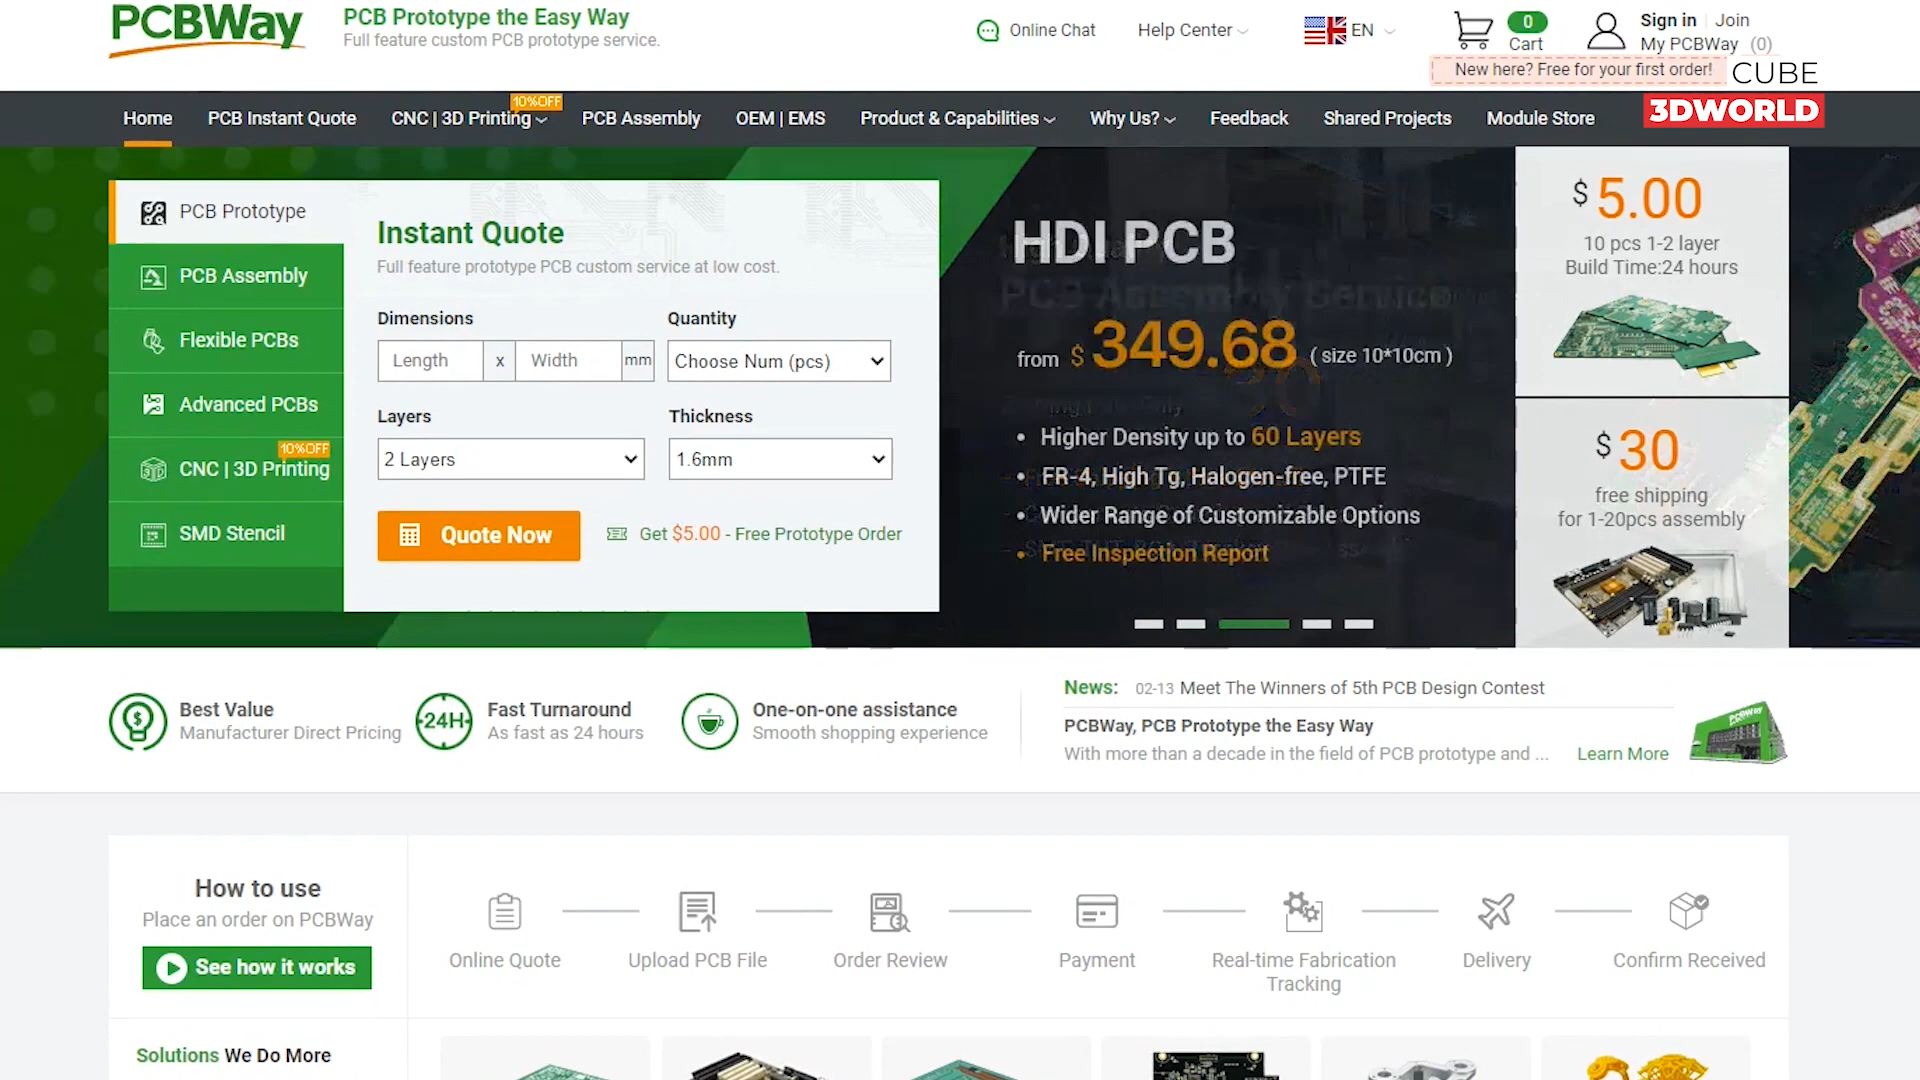 PCBWay
PCB Prototype the Easy Way
Full feature custom PCB prototype service.
Online Chat
Help Center
EN
0
Cart
Sign in | Join
My PCBWay (0)
New here? Free for your first order!
CUBE
3DWORLD
Home
PCB Instant Quote
CNC | 3D Printing
10%OFF
PCB Assembly
OEM | EMS
Product & Capabilities
Why Us?
Feedback
Shared Projects
Module Store
PCB Prototype
PCB Assembly
Flexible PCBs
Advanced PCBs
10%OFF
CNC | 3D Printing
SMD Stencil
Instant Quote
Full feature prototype PCB custom service at low cost.
Dimensions
Quantity
Length x Width mm
Choose Num (pcs)
Layers
Thickness
2 Layers
1.6mm
Quote Now
Get $5.00 - Free Prototype Order
HDI PCB
PCB Assembly Service
from $ 349.68 ( size 10*10cm )
• Higher Density up to 60 Layers
• FR-4, High Tg, Halogen-free, PTFE
• Wider Range of Customizable Options
• Free Inspection Report
$ 5.00
10 pcs 1-2 layer
Build Time:24 hours
$ 30
free shipping
for 1-20pcs assembly
Best Value
Manufacturer Direct Pricing
24H
Fast Turnaround
As fast as 24 hours
One-on-one assistance
Smooth shopping experience
News: 02-13 Meet The Winners of 5th PCB Design Contest
PCBWay, PCB Prototype the Easy Way
With more than a decade in the field of PCB prototype and ... Learn More
PCBWay
How to use
Place an order on PCBWay
See how it works
Online Quote
Upload PCB File
Order Review
Payment
Real-time Fabrication
Tracking
Delivery
Confirm Received
Solutions We Do More